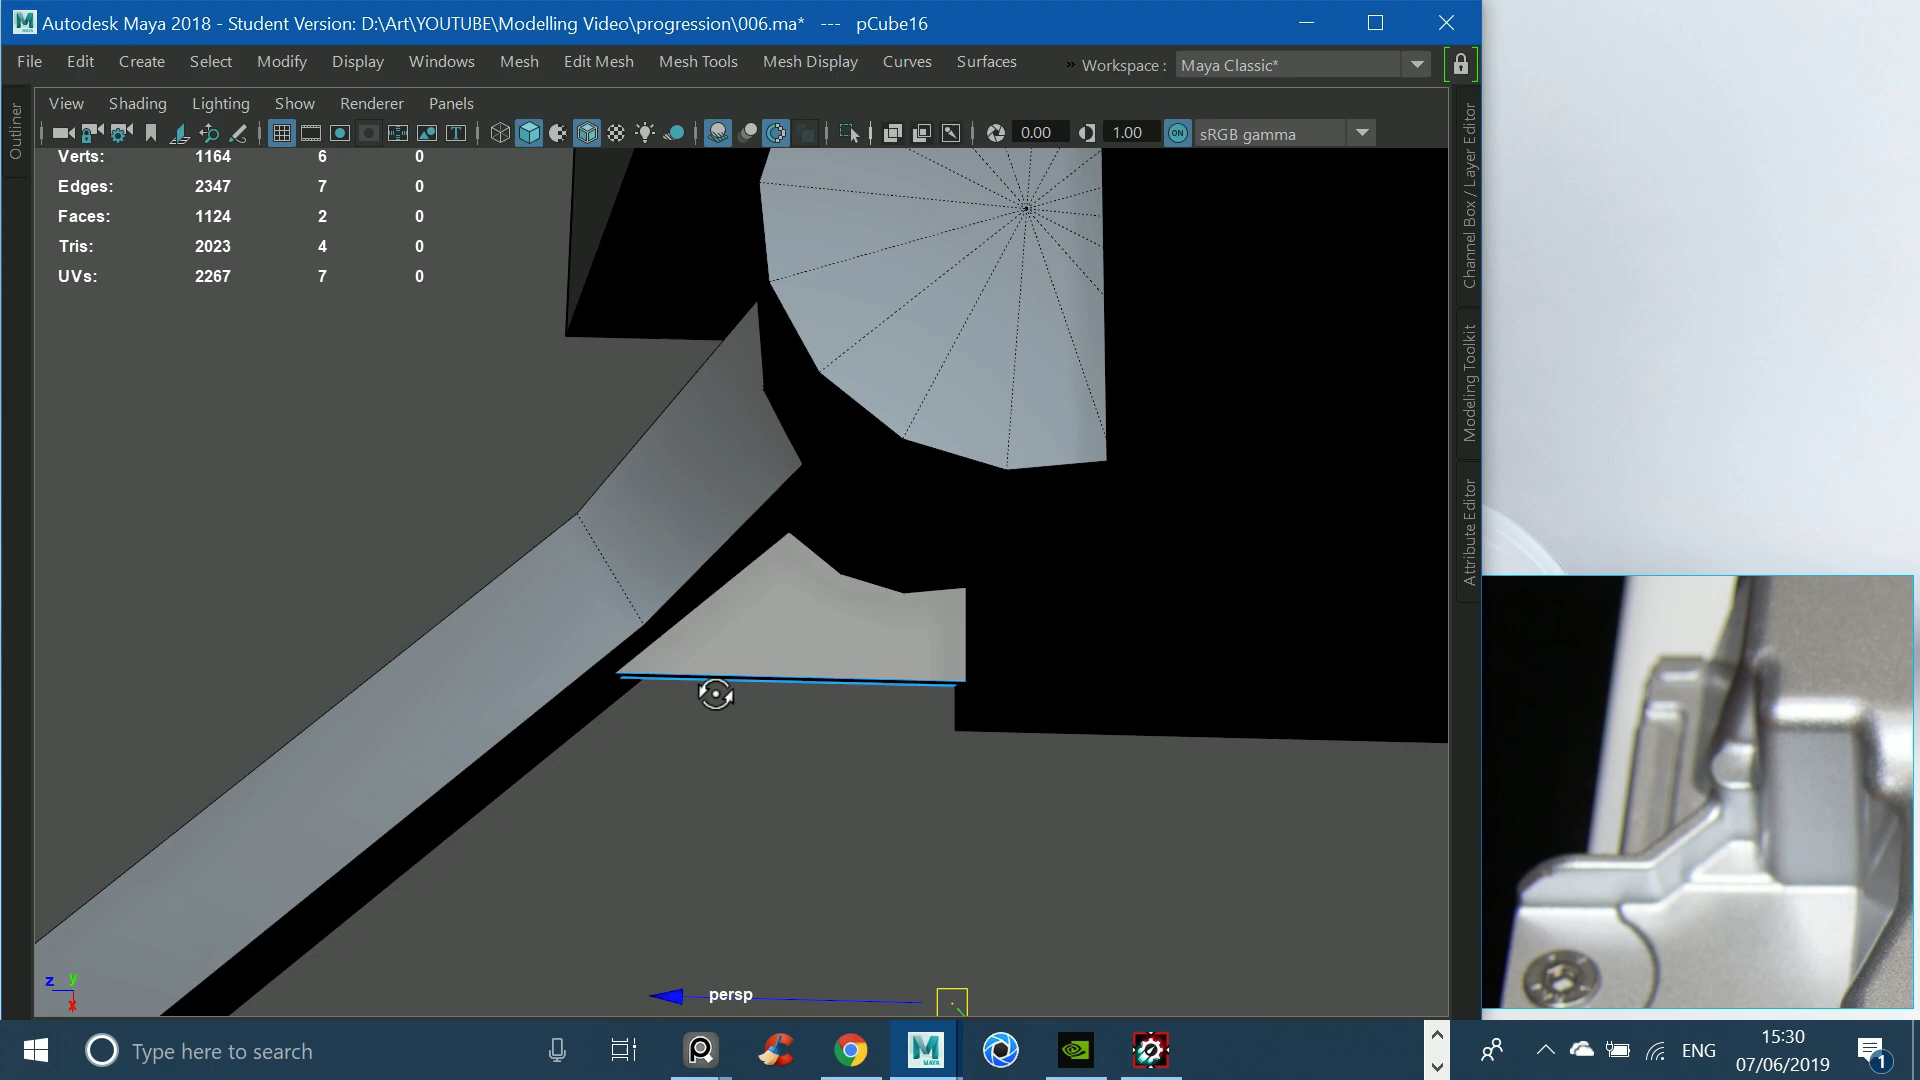 Autodesk Maya 2018 - Student Version: D:\Art\YOUTUBE\Modelling Video\progression\006.ma* --- pCube16
File Edit Create Select Modify Display Windows Mesh Edit Mesh Mesh Tools Mesh Display Curves Surfaces » Workspace : Maya Classic*
View Shading Lighting Show Renderer Panels
0.00 1.00 ON sRGB gamma
Outliner
Verts: 1164 6 0
Edges: 2347 7 0
Faces: 1124 2 0
Tris: 2023 4 0
UVs: 2267 7 0
Channel Box / Layer Editor
Modeling Toolkit
Attribute Editor
z y
x
persp
Type here to search
MAYA
ENG
15:30
07/06/2019
1